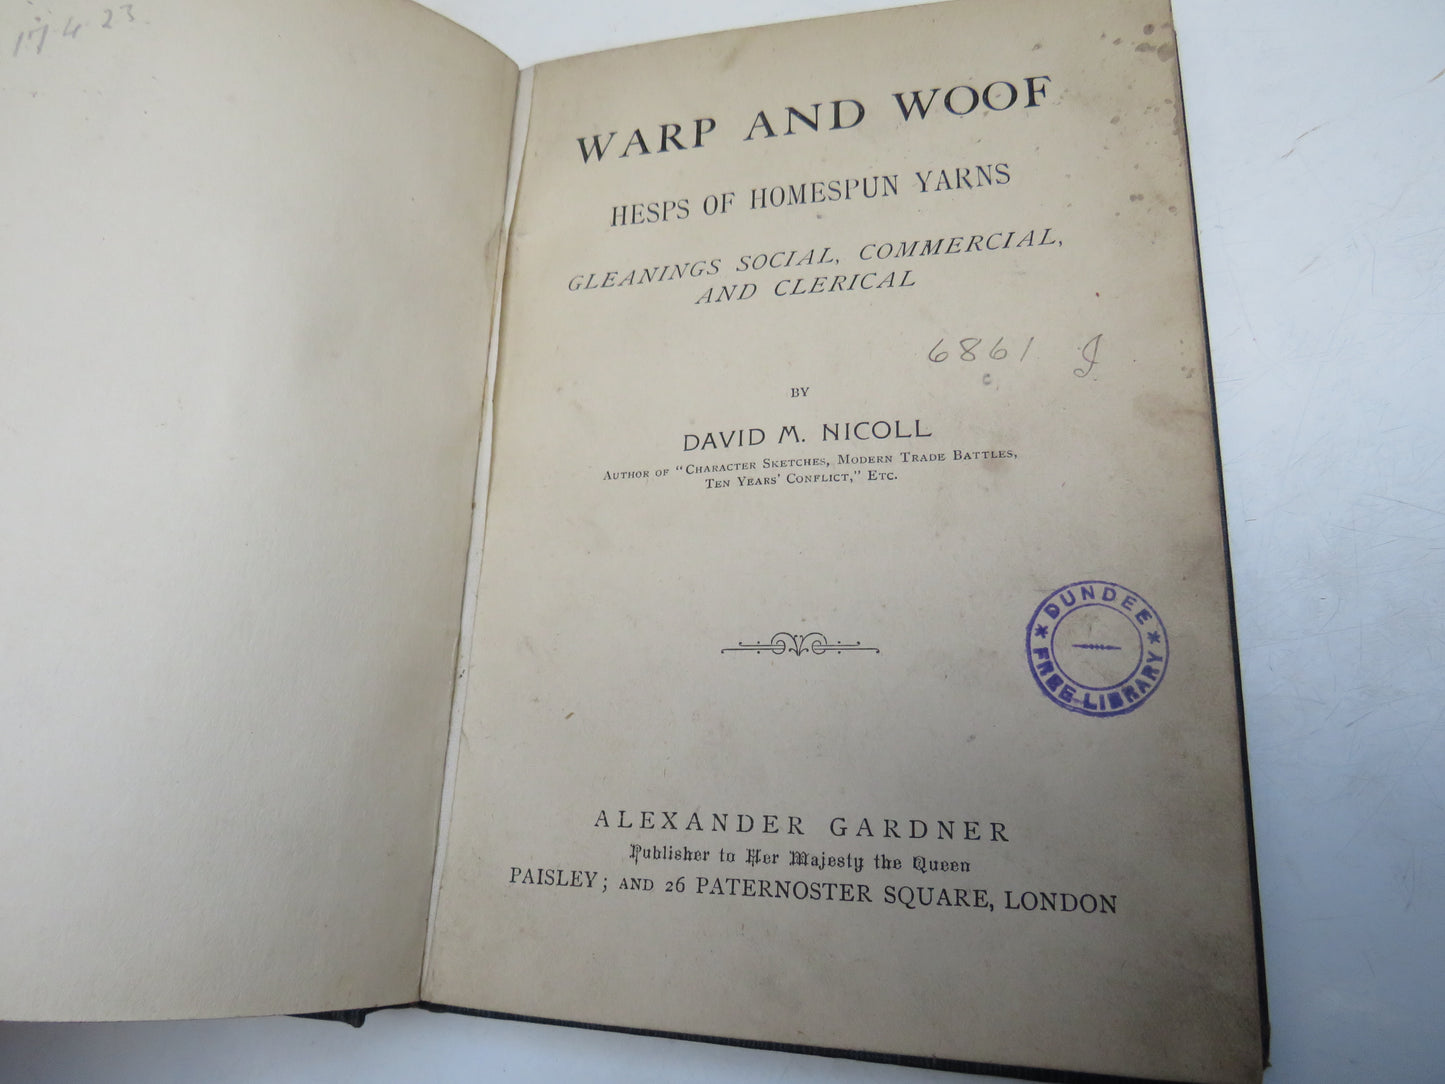 17.4.23
WARP AND WOOF
HESPS OF HOMESPUN YARNS
GLEANINGS SOCIAL, COMMERCIAL,
AND CLERICAL
6861
BY
DAVID M. NICOLL
AUTHOR OF "CHARACTER SKETCHES, MODERN TRADE BATTLES,
TEN YEARS' CONFLICT," ETC.
* DUNDEE *
FREE LIBRARY
ALEXANDER GARDNER
Publisher to Her Majesty the Queen
PAISLEY; AND 26 PATERNOSTER SQUARE, LONDON